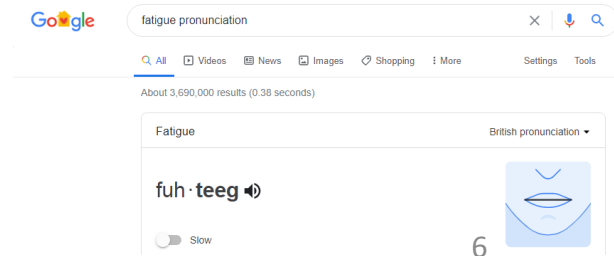 Google
fatigue pronunciation
All Videos News Images Shopping More Settings Tools
About 3,690,000 results (0.38 seconds)
Fatigue British pronunciation
fuh · teeg
Slow
6